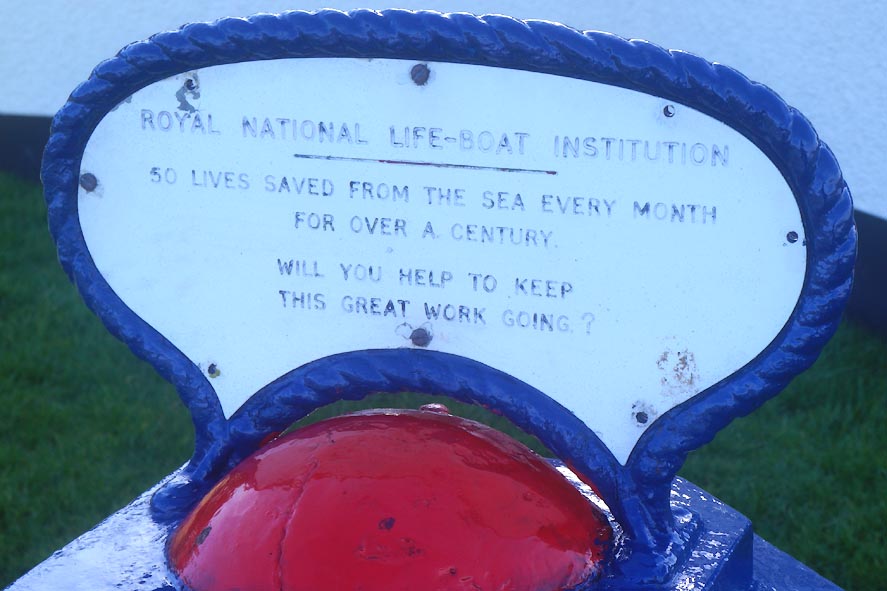 ROYAL NATIONAL LIFE-BOAT INSTITUTION
50 LIVES SAVED FROM THE SEA EVERY MONTH
FOR OVER A CENTURY.
WILL YOU HELP TO KEEP
THIS GREAT WORK GOING.?